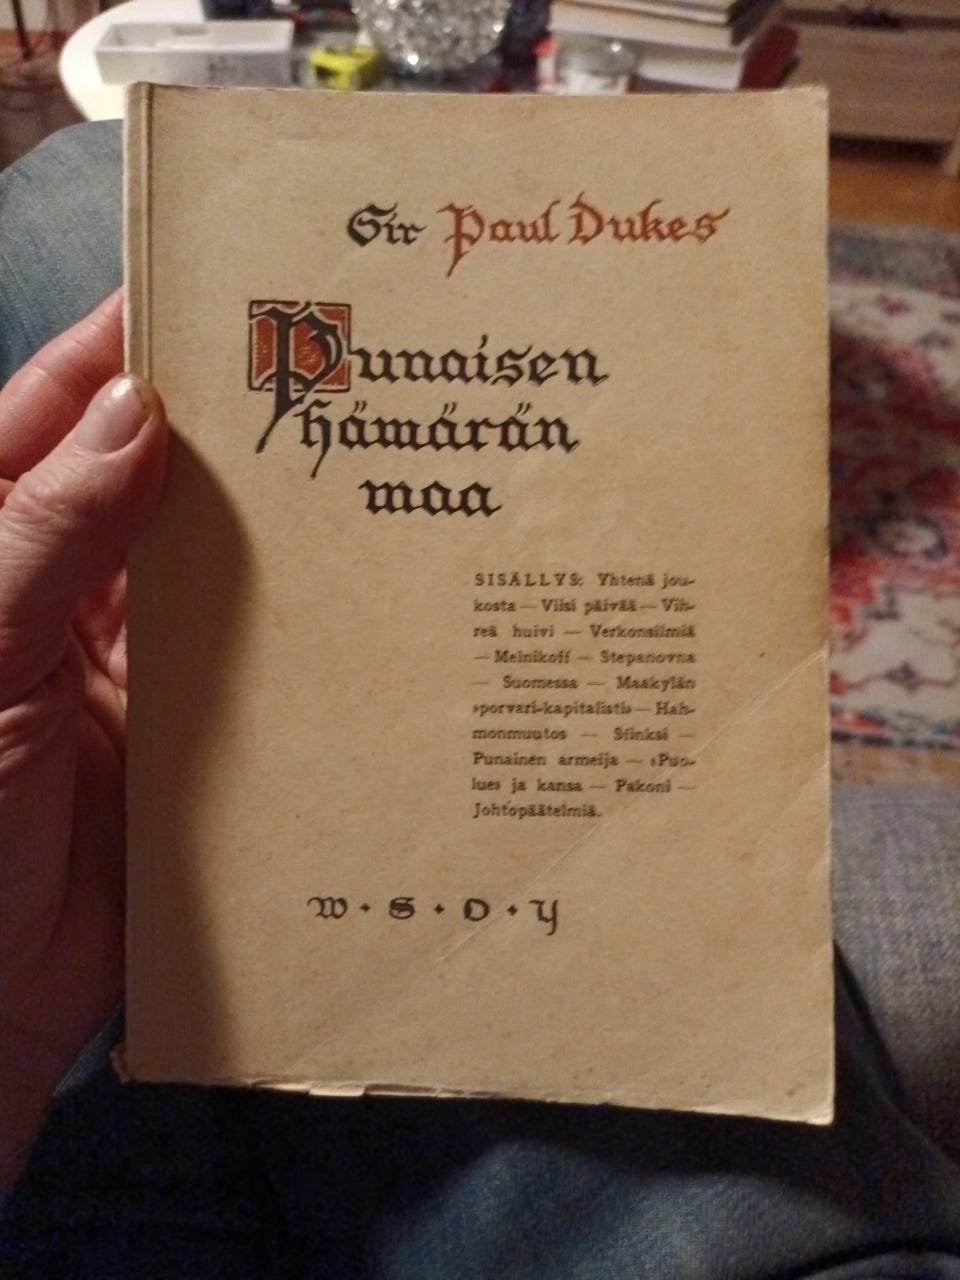 Sir Paul Dukes
Punaisen
hämärän
maa
SISÄLLYS: Yhtenä jou-
kosta — Viisi päivää — Vih-
reä huivi — Verkonsilmiä
— Melnikoff — Stepanovna
— Suomessa — Maakylän
»porvari-kapitalisti» — Hah-
monmuutos — Sfinksi —
Punainen armeija — »Puo-
lue» ja kansa — Pakoni —
Johtopäätelmiä.
W • S • O • Y